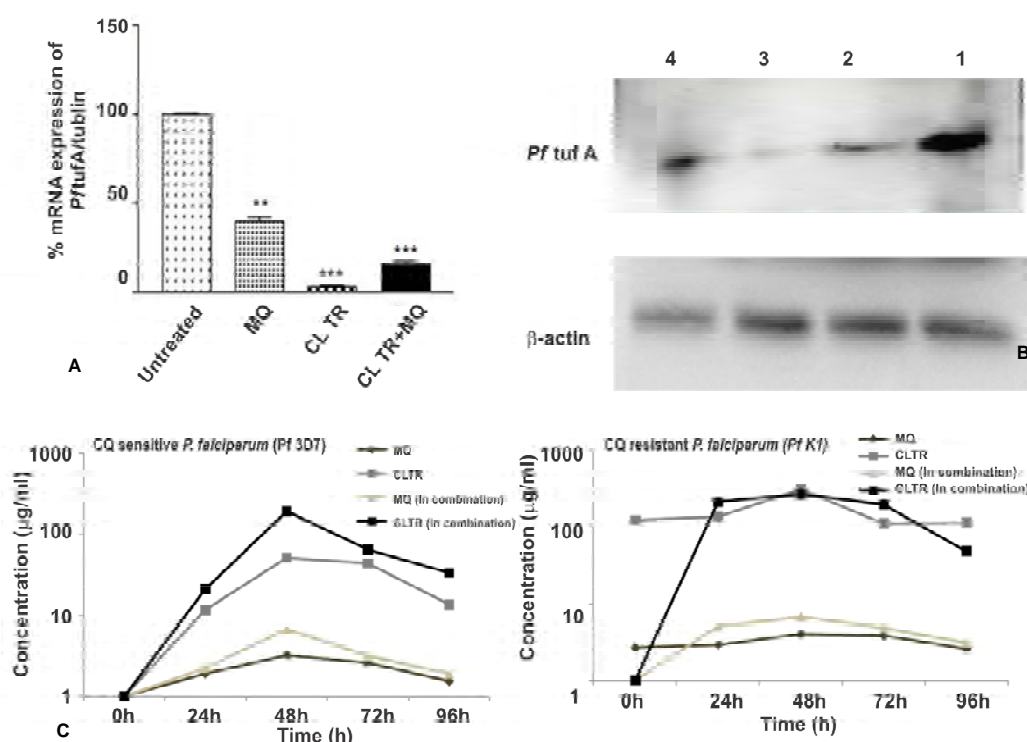 150
100
50
0
% mRNA expression of
PftufA/tublin
**
***
***
Untreated
MQ
CL TR
CL TR+MQ
A
4 3 2 1
Pf tuf A
β-actin
B
CQ sensitive P. falciparum (Pf 3D7)
1000
100
10
1
Concentration (µg/ml)
MQ
CLTR
MQ (In combination)
CLTR (In combination)
0h 24h 48h 72h 96h
Time (h)
C
CQ resistant P. falciparum (Pf K1)
1000
100
10
1
Concentration (µg/ml)
MQ
CLTR
MQ (In combination)
CLTR (In combination)
0h 24h 48h 72h 96h
Time (h)